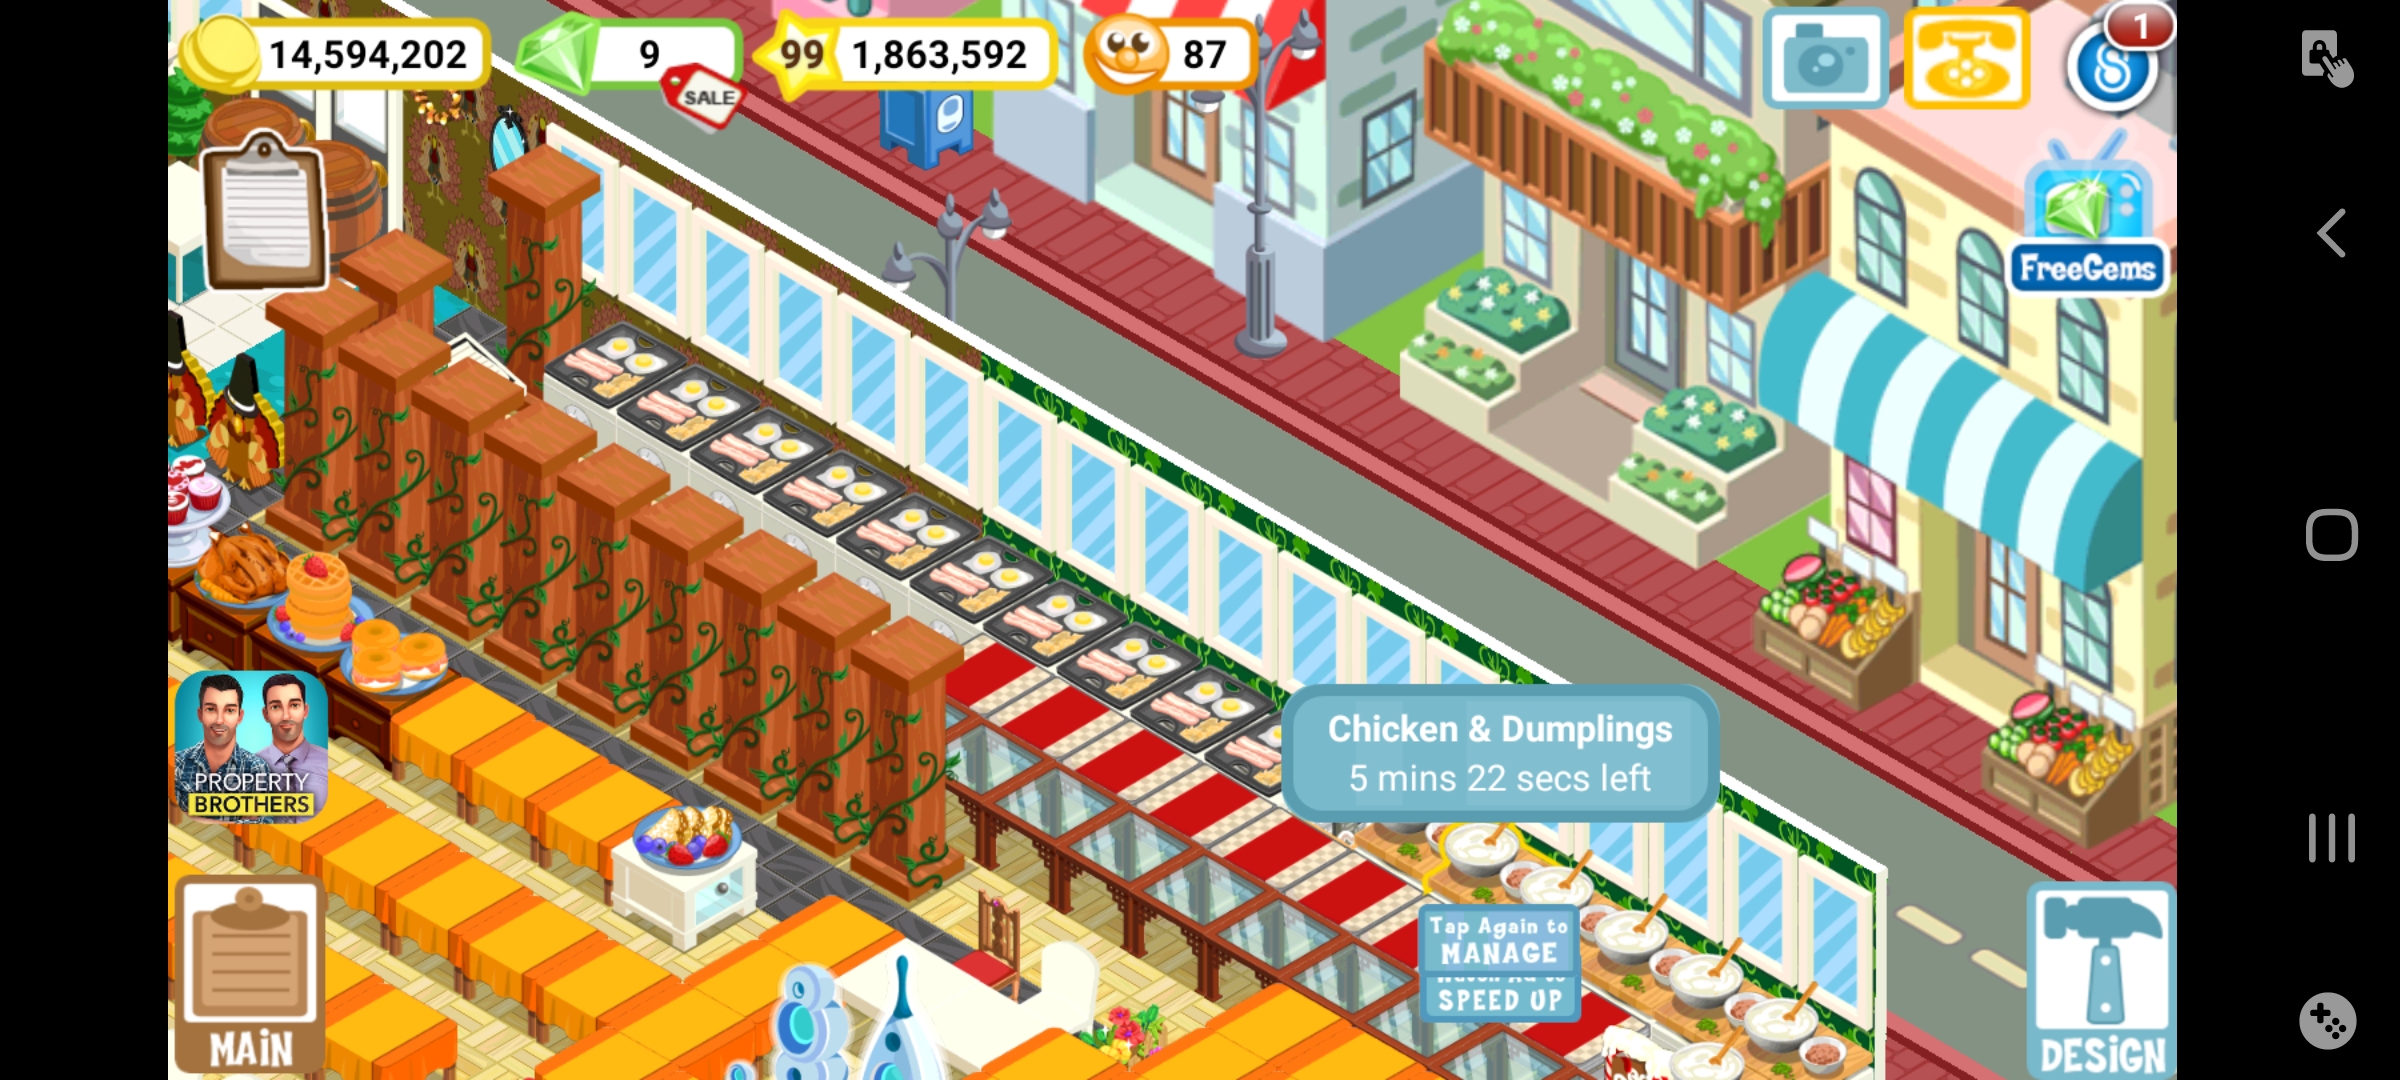 14,594,202
9
SALE
99
1,863,592
87
1
FreeGems
PROPERTY
BROTHERS
Chicken & Dumplings
5 mins 22 secs left
Tap Again to
MANAGE
SPEED UP
MAiN
DESiGN